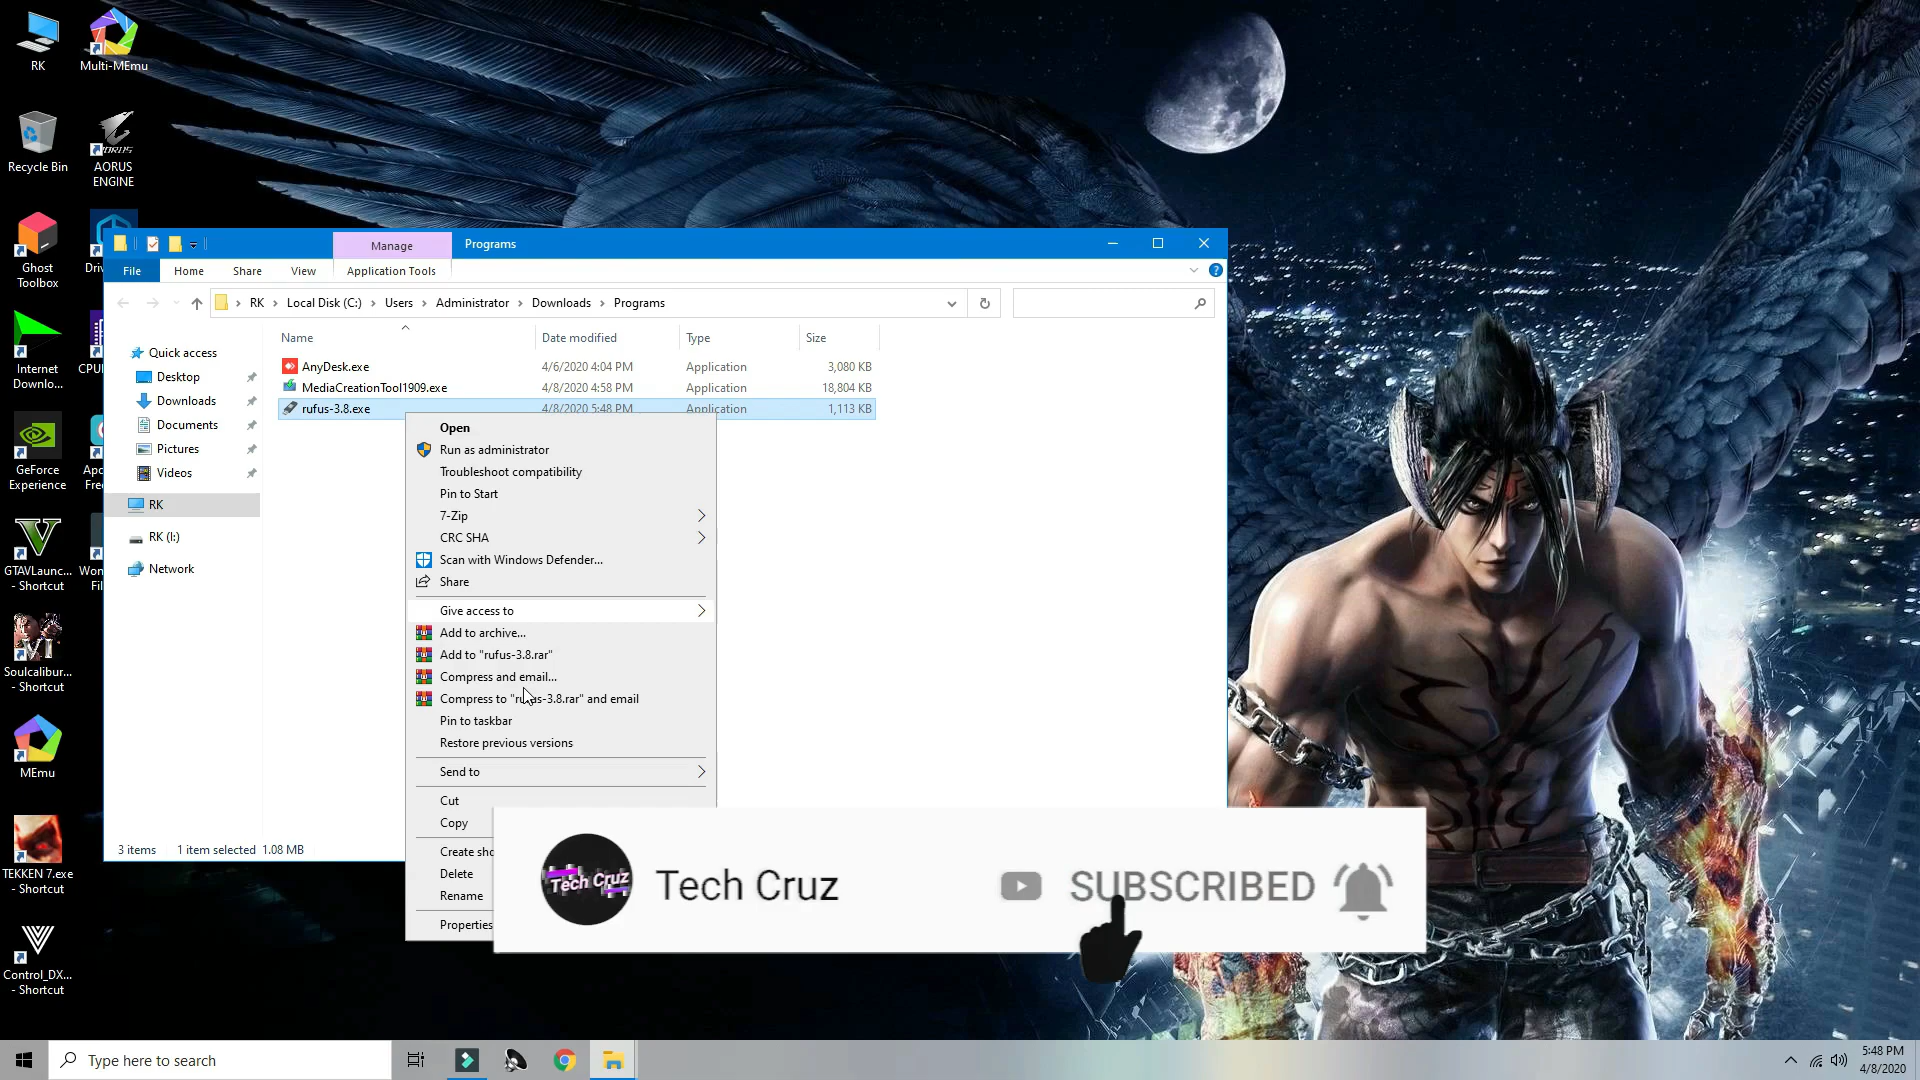 RK
Multi-MEmu
Recycle Bin
AORUS
ENGINE
Ghost
Toolbox
Internet
Downlo...
GeForce
Experience
GTAVLaunc...
- Shortcut
Soulcalibur...
- Shortcut
MEmu
TEKKEN 7.exe
- Shortcut
Control_DX...
- Shortcut
Manage
Programs
File
Home
Share
View
Application Tools
RK
Local Disk (C:)
Users
Administrator
Downloads
Programs
Name
Date modified
Type
Size
Quick access
Desktop
Downloads
Documents
Pictures
Videos
RK
RK (I:)
Network
AnyDesk.exe 4/6/2020 4:04 PM Application 3,080 KB
MediaCreationTool1909.exe 4/8/2020 4:58 PM Application 18,804 KB
rufus-3.8.exe 4/8/2020 5:48 PM Application 1,113 KB
Open
Run as administrator
Troubleshoot compatibility
Pin to Start
7-Zip
CRC SHA
Scan with Windows Defender...
Share
Give access to
Add to archive...
Add to "rufus-3.8.rar"
Compress and email...
Compress to "rufus-3.8.rar" and email
Pin to taskbar
Restore previous versions
Send to
Cut
Copy
Create
Delete
Rename
Properties
3 items 1 item selected 1.08 MB
Tech Cruz
Tech Cruz
SUBSCRIBED
Type here to search
5:48 PM
4/8/2020